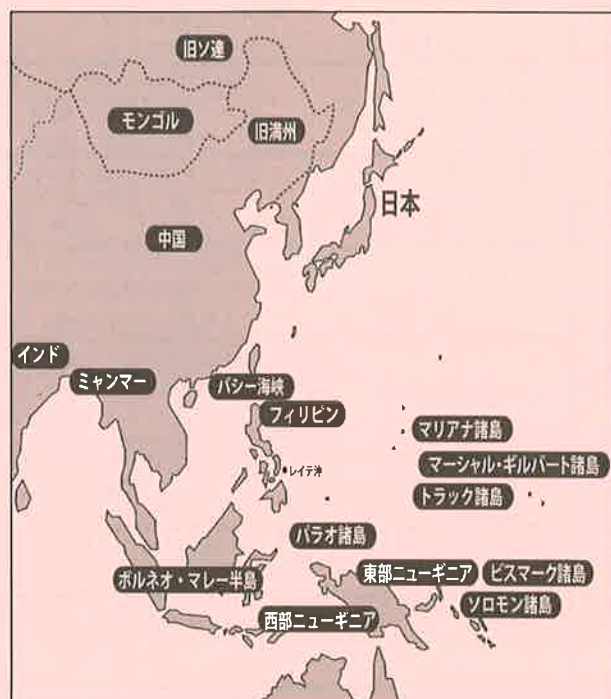 旧ソ連
モンゴル
旧満州
日本
中国
インド
ミャンマー
バシー海峡
フィリピン
マリアナ諸島
マーシャル・ギルバート諸島
レイテ沖
トラック諸島
パラオ諸島
ボルネオ・マレー半島
東部ニューギニア
ビスマーク諸島
ソロモン諸島
西部ニューギニア